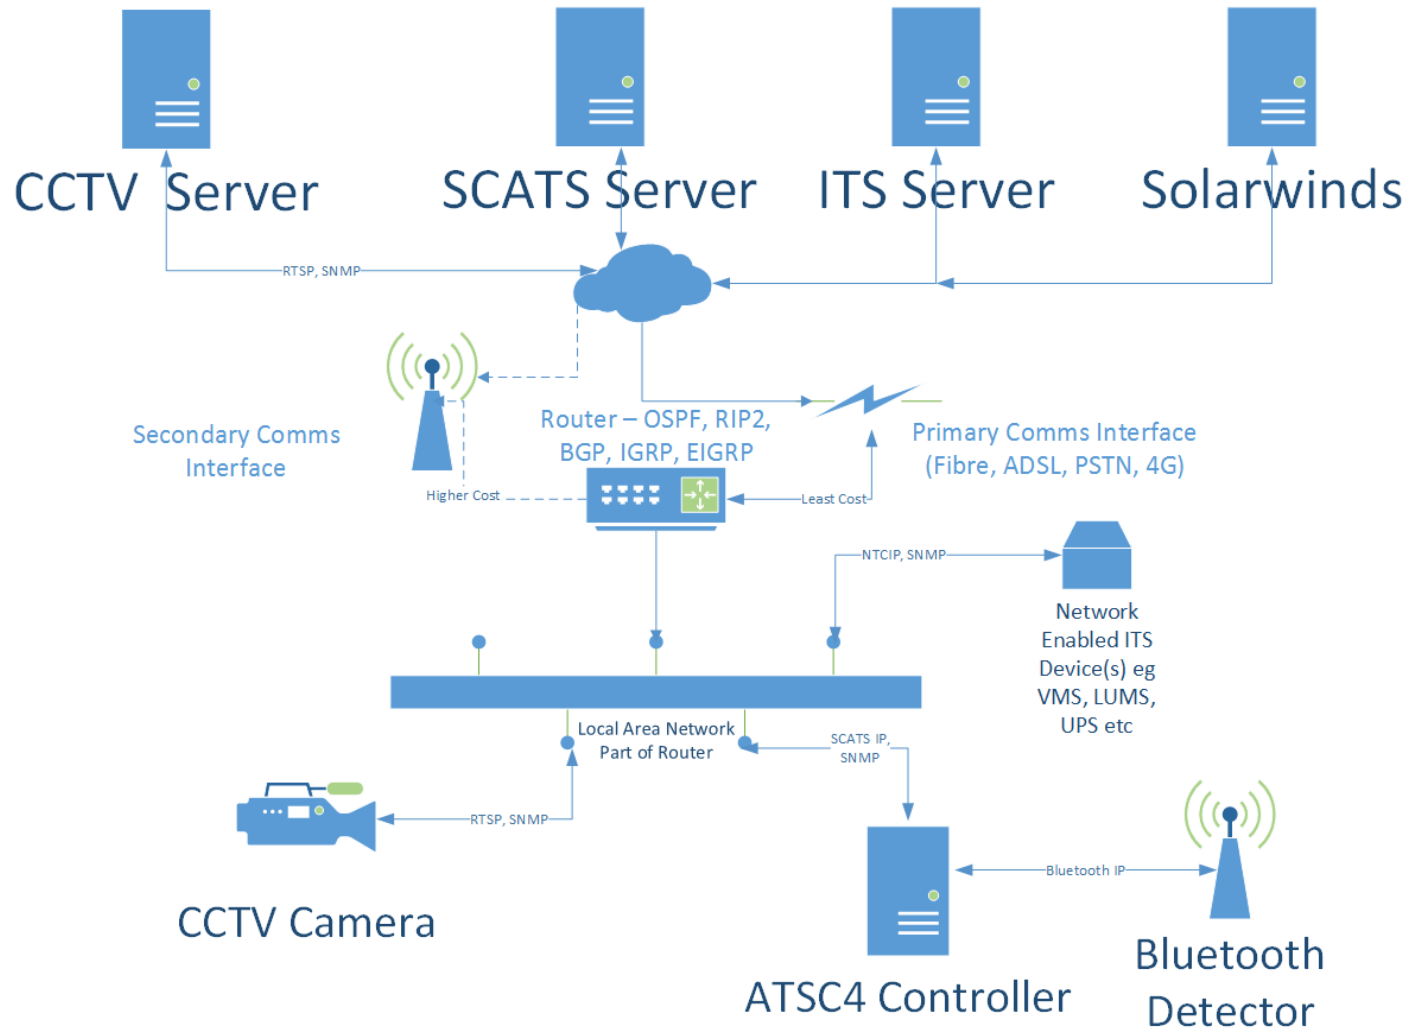 CCTV  Server
SCATS Server
ITS Server
Solarwinds
RTSP, SNMP
Router – OSPF, RIP2,
BGP, IGRP, EIGRP
Secondary Comms
Interface
Primary Comms Interface
(Fibre, ADSL, PSTN, 4G)
Higher Cost
Least Cost
NTCIP, SNMP
Network
Enabled ITS
Device(s) eg
VMS, LUMS,
UPS etc
Local Area Network
Part of Router
SCATS IP,
SNMP
RTSP, SNMP
Bluetooth IP
CCTV Camera
ATSC4 Controller
Bluetooth
Detector